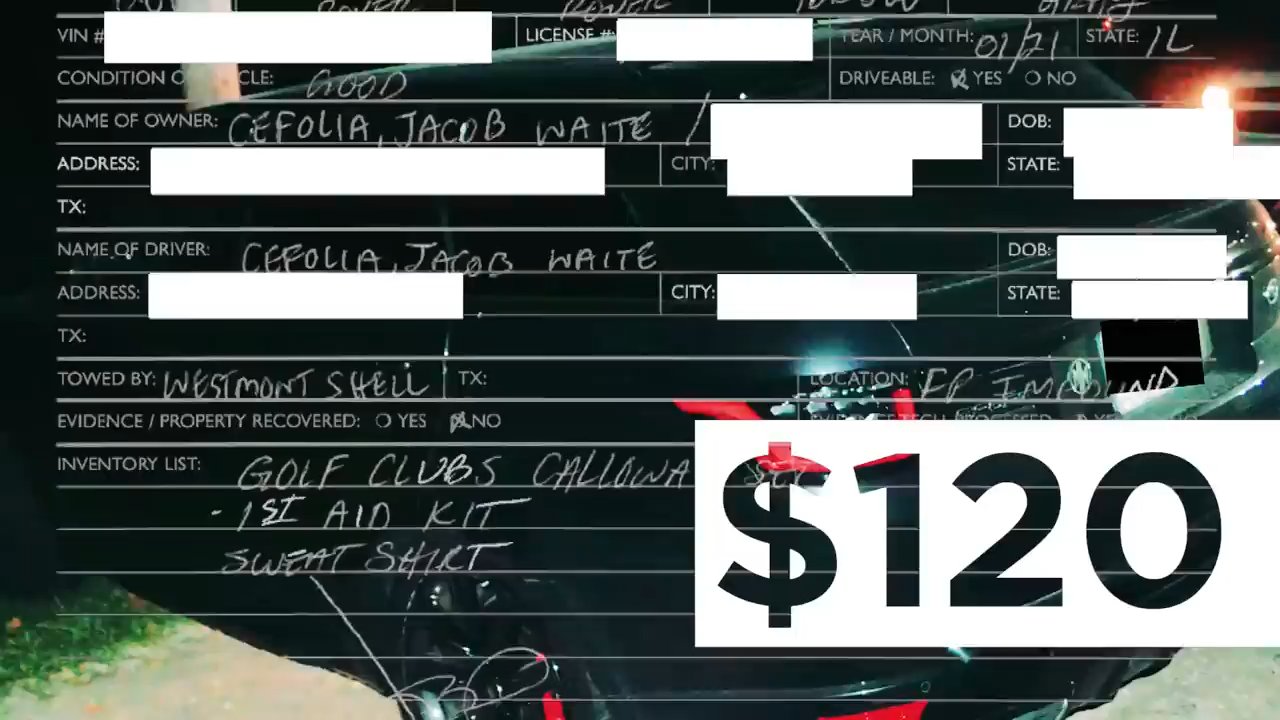 VIN # LICENSE #: YEAR / MONTH: 01/21 STATE: IL
CONDITION O CLE: GOOD DRIVEABLE: YES NO
NAME OF OWNER: CEFOLIA, JACOB WAITE / DOB:
ADDRESS: CITY: STATE:
TX:
NAME OF DRIVER: CEFOLIA, JACOB WAITE DOB:
ADDRESS: CITY: STATE:
TX:
TOWED BY: WESTMONT SHELL TX: LOCATION: FP IMPOUND
EVIDENCE / PROPERTY RECOVERED: YES NO
INVENTORY LIST: GOLF CLUBS CALLOWA SET
- 1ST AID KIT
SWEAT SHIRT
$120